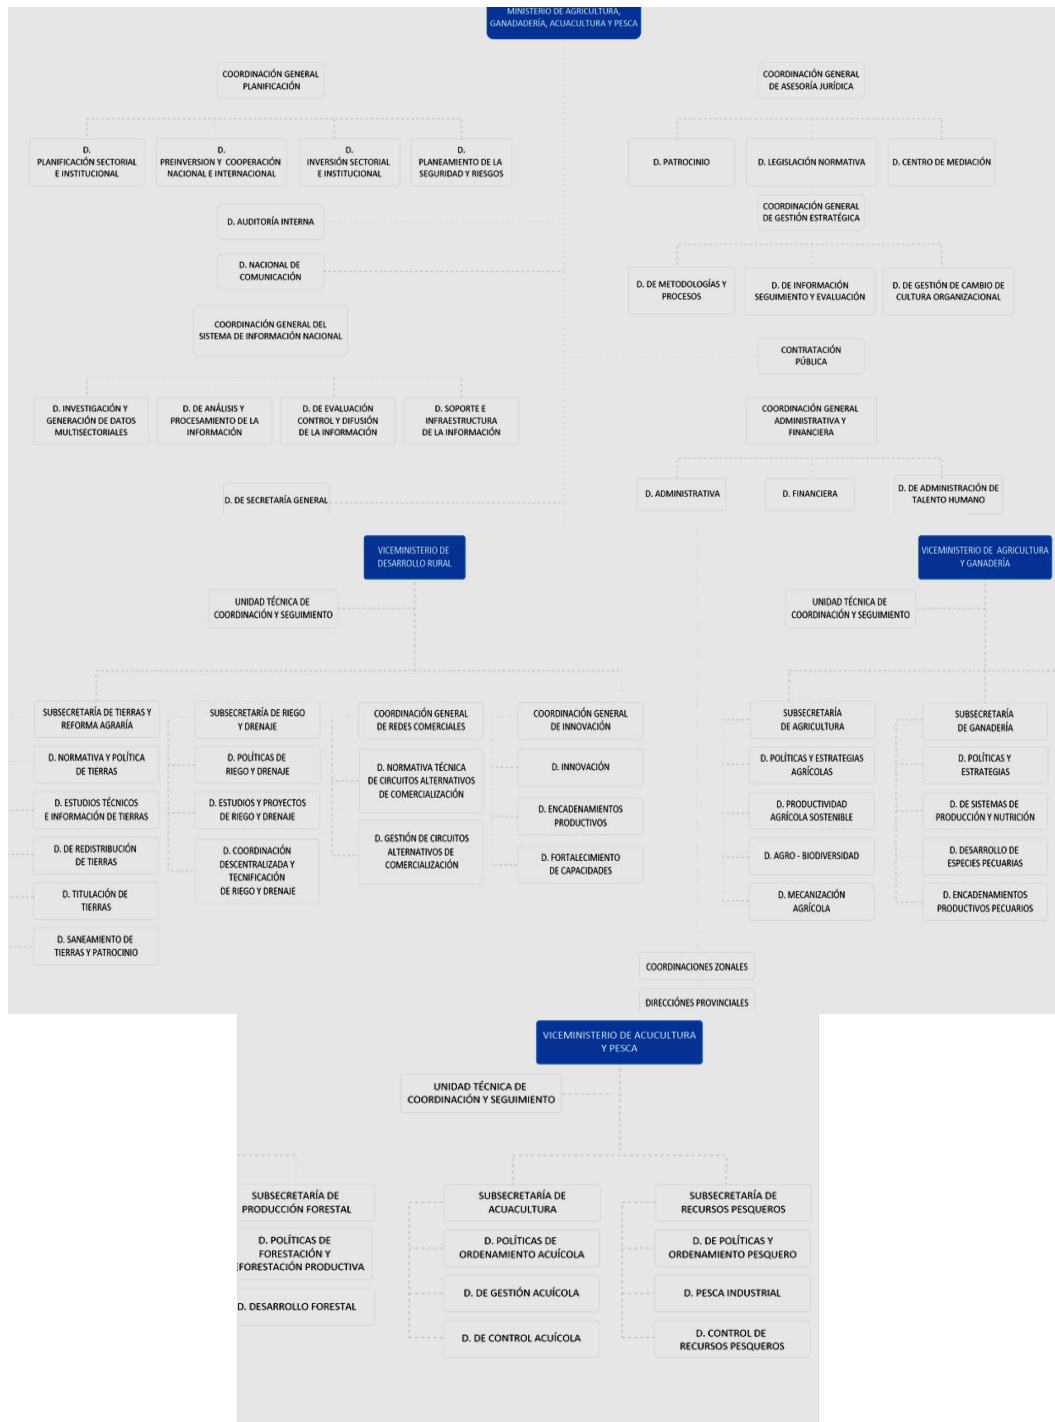 MINISTERIO DE AGRICULTURA,
GANADADERÍA, ACUACULTURA Y PESCA
COORDINACIÓN GENERAL
PLANIFICACIÓN
COORDINACIÓN GENERAL
DE ASESORÍA JURÍDICA
D.
PLANIFICACIÓN SECTORIAL
E INSTITUCIONAL
D.
PREINVERSION Y COOPERACIÓN
NACIONAL E INTERNACIONAL
D.
INVERSIÓN SECTORIAL
E INSTITUCIONAL
D.
PLANEAMIENTO DE LA
SEGURIDAD Y RIESGOS
D. PATROCINIO
D. LEGISLACIÓN NORMATIVA
D. CENTRO DE MEDIACIÓN
COORDINACIÓN GENERAL
DE GESTIÓN ESTRATÉGICA
D. AUDITORÍA INTERNA
D. NACIONAL DE
COMUNICACIÓN
D. DE METODOLOGÍAS Y
PROCESOS
D. DE INFORMACIÓN
SEGUIMIENTO Y EVALUACIÓN
D. DE GESTIÓN DE CAMBIO DE
CULTURA ORGANIZACIONAL
COORDINACIÓN GENERAL DEL
SISTEMA DE INFORMACIÓN NACIONAL
CONTRATACIÓN
PÚBLICA
D. INVESTIGACIÓN Y
GENERACIÓN DE DATOS
MULTISECTORIALES
D. DE ANÁLISIS Y
PROCESAMIENTO DE LA
INFORMACIÓN
D. DE EVALUACIÓN
CONTROL Y DIFUSIÓN
DE LA INFORMACIÓN
D. SOPORTE E
INFRAESTRUCTURA
DE LA INFORMACIÓN
COORDINACIÓN GENERAL
ADMINISTRATIVA Y
FINANCIERA
D. DE SECRETARÍA GENERAL
D. ADMINISTRATIVA
D. FINANCIERA
D. DE ADMINISTRACIÓN DE
TALENTO HUMANO
VICEMINISTERIO DE
DESARROLLO RURAL
VICEMINISTERIO DE AGRICULTURA
Y GANADERÍA
UNIDAD TÉCNICA DE
COORDINACIÓN Y SEGUIMIENTO
UNIDAD TÉCNICA DE
COORDINACIÓN Y SEGUIMIENTO
SUBSECRETARÍA DE TIERRAS Y
REFORMA AGRARÍA
D. NORMATIVA Y POLÍTICA
DE TIERRAS
D. ESTUDIOS TÉCNICOS
E INFORMACIÓN DE TIERRAS
D. DE REDISTRIBUCIÓN
DE TIERRAS
D. TITULACIÓN DE
TIERRAS
D. SANEAMIENTO DE
TIERRAS Y PATROCINIO
SUBSECRETARÍA DE RIEGO
Y DRENAJE
D. POLÍTICAS DE
RIEGO Y DRENAJE
D. ESTUDIOS Y PROYECTOS
DE RIEGO Y DRENAJE
D. COORDINACIÓN
DESCENTRALIZADA Y
TECNIFICACIÓN
DE RIEGO Y DRENAJE
COORDINACIÓN GENERAL
DE REDES COMERCIALES
D. NORMATIVA TÉCNICA
DE CIRCUITOS ALTERNATIVOS
DE COMERCIALIZACIÓN
D. GESTIÓN DE CIRCUITOS
ALTERNATIVOS DE
COMERCIALIZACIÓN
COORDINACIÓN GENERAL
DE INNOVACIÓN
D. INNOVACIÓN
D. ENCADENAMIENTOS
PRODUCTIVOS
D. FORTALECIMIENTO
DE CAPACIDADES
SUBSECRETARÍA
DE AGRICULTURA
D. POLÍTICAS Y ESTRATEGIAS
AGRÍCOLAS
D. PRODUCTIVIDAD
AGRÍCOLA SOSTENIBLE
D. AGRO - BIODIVERSIDAD
D. MECANIZACIÓN
AGRÍCOLA
SUBSECRETARÍA
DE GANADERÍA
D. POLÍTICAS Y
ESTRATEGIAS
D. DE SISTEMAS DE
PRODUCCIÓN Y NUTRICIÓN
D. DESARROLLO DE
ESPECIES PECUARIAS
D. ENCADENAMIENTOS
PRODUCTIVOS PECUARIOS
COORDINACIONES ZONALES
DIRECCIÓNES PROVINCIALES
VICEMINISTERIO DE ACUCULTURA
Y PESCA
UNIDAD TÉCNICA DE
COORDINACIÓN Y SEGUIMIENTO
SUBSECRETARÍA DE
PRODUCCIÓN FORESTAL
D. POLÍTICAS DE
FORESTACIÓN Y
EFORESTACIÓN PRODUCTIVA
D. DESARROLLO FORESTAL
SUBSECRETARÍA DE
ACUACULTURA
D. POLÍTICAS DE
ORDENAMIENTO ACUÍCOLA
D. DE GESTIÓN ACUÍCOLA
D. DE CONTROL ACUÍCOLA
SUBSECRETARÍA DE
RECURSOS PESQUEROS
D. DE POLÍTICAS Y
ORDENAMIENTO PESQUERO
D. PESCA INDUSTRIAL
D. CONTROL DE
RECURSOS PESQUEROS